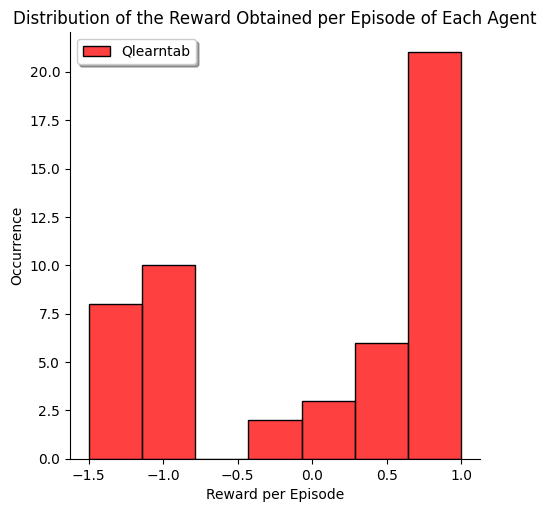 Distribution of the Reward Obtained per Episode of Each Agent
Qlearntab
20.0
17.5
15.0
12.5
10.0
7.5
5.0
2.5
0.0
Occurrence
−1.5 −1.0 −0.5 0.0 0.5 1.0
Reward per Episode